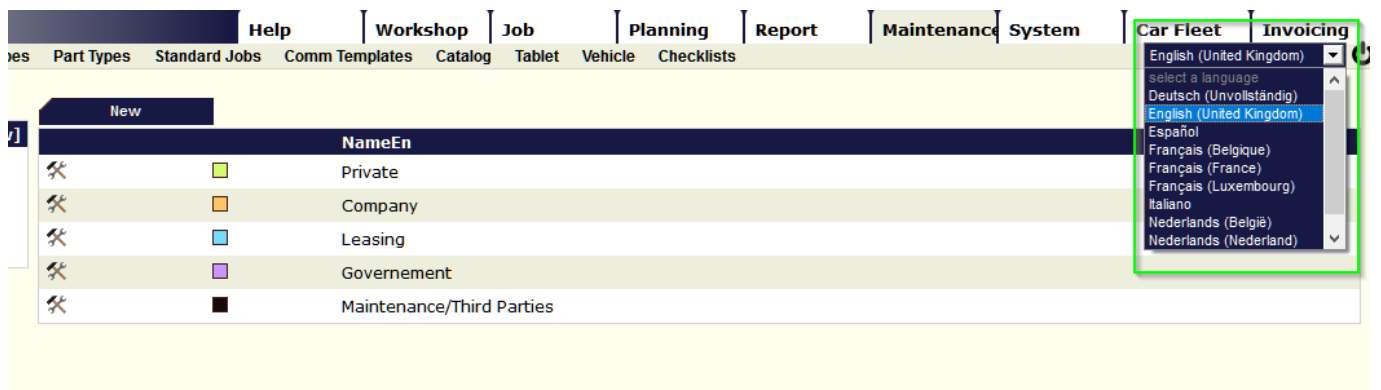 Help Workshop Job Planning Report Maintenance System Car Fleet Invoicing
Part Types Standard Jobs Comm Templates Catalog Tablet Vehicle Checklists English (United Kingdom)
select a language
Deutsch (Unvollständig)
English (United Kingdom)
Español
Français (Belgique)
Français (France)
Français (Luxembourg)
Italiano
Nederlands (België)
Nederlands (Nederland)
New
NameEn
Private
Company
Leasing
Governement
Maintenance/Third Parties